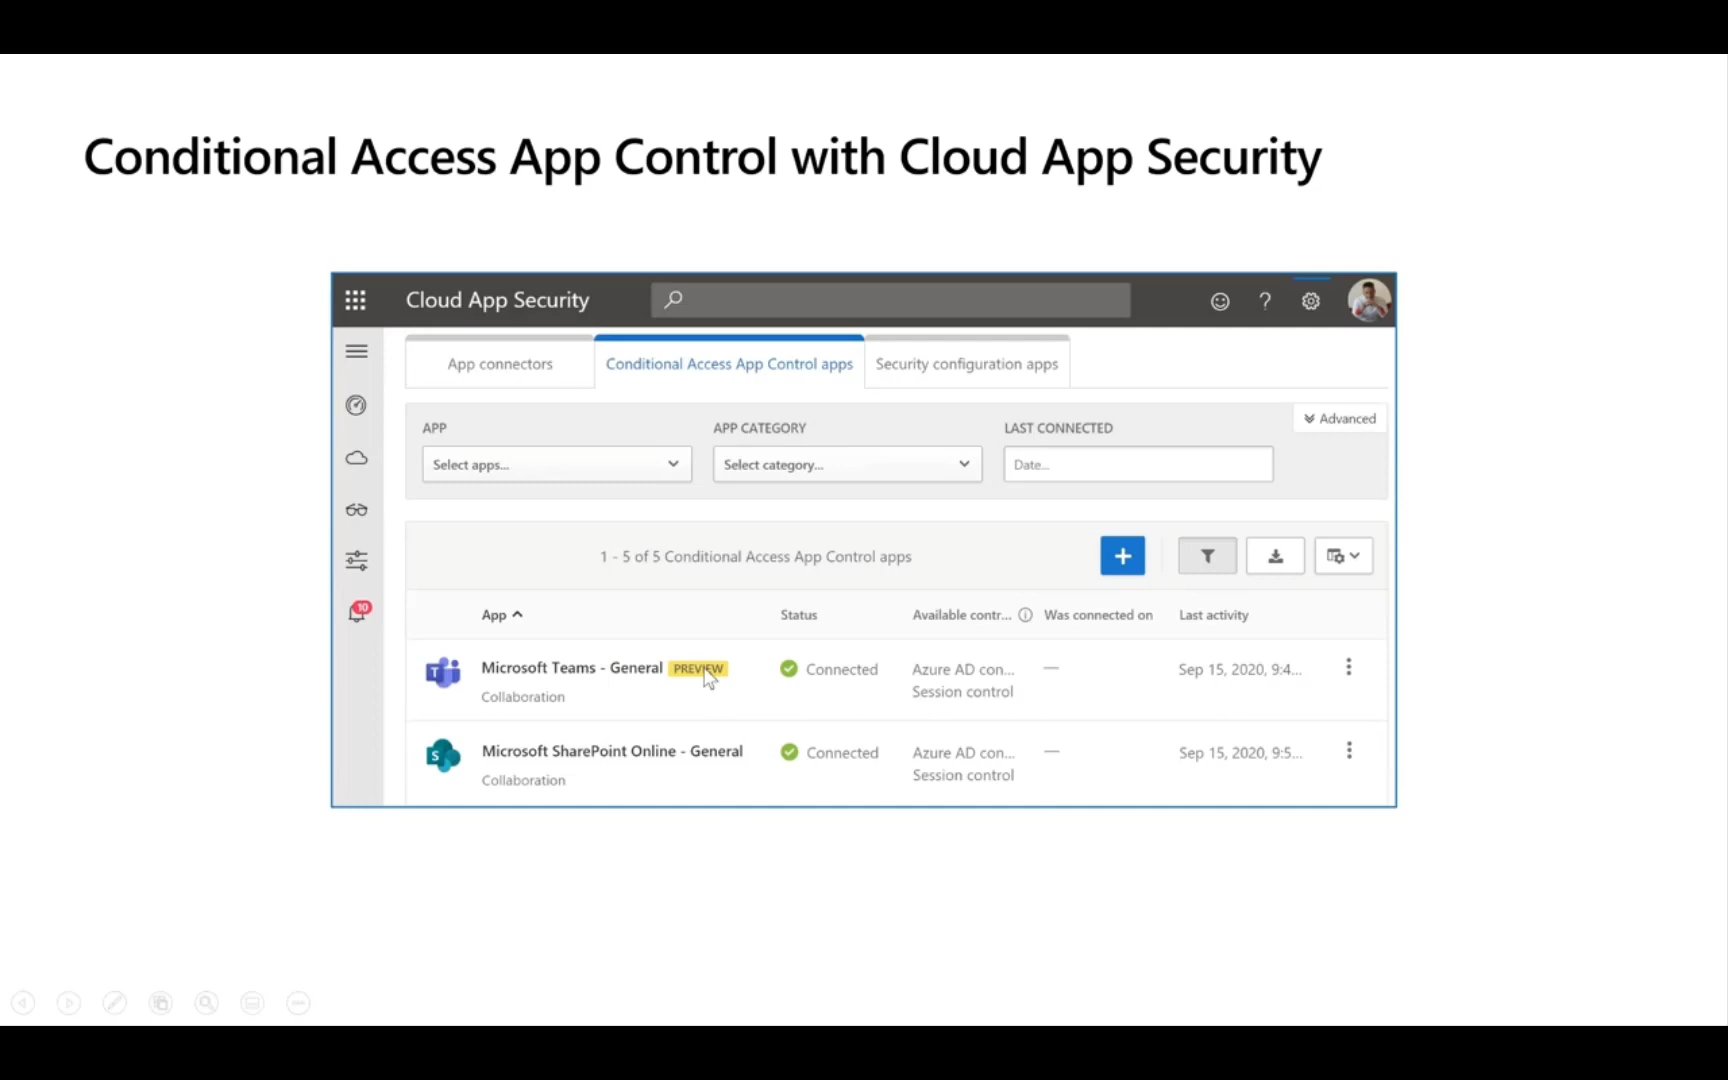 Conditional Access App Control with Cloud App Security
Cloud App Security
?
App connectors
Conditional Access App Control apps
Security configuration apps
Advanced
APP
APP CATEGORY
LAST CONNECTED
Select apps...
Select category...
Date...
1 - 5 of 5 Conditional Access App Control apps
10
App
Status
Available contr...
Was connected on
Last activity
Microsoft Teams - General PREVIEW
Collaboration
Connected
Azure AD con...
Session control
—
Sep 15, 2020, 9:4...
Microsoft SharePoint Online - General
Collaboration
Connected
Azure AD con...
Session control
—
Sep 15, 2020, 9:5...